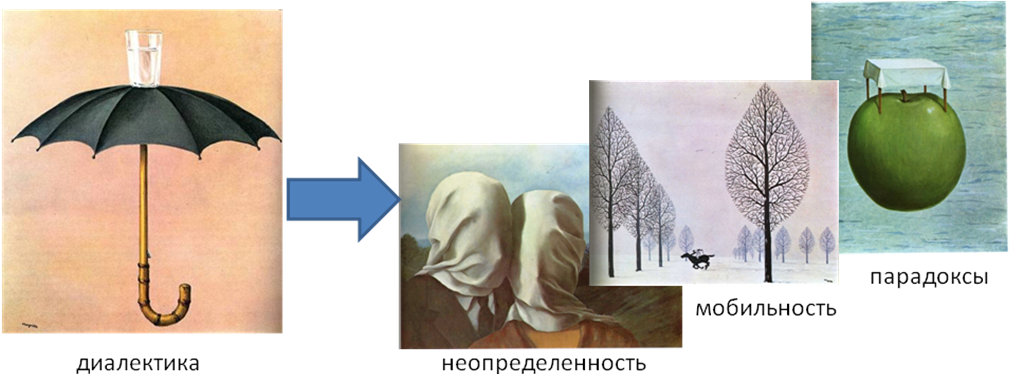 диалектика
неопределенность
мобильность
парадоксы